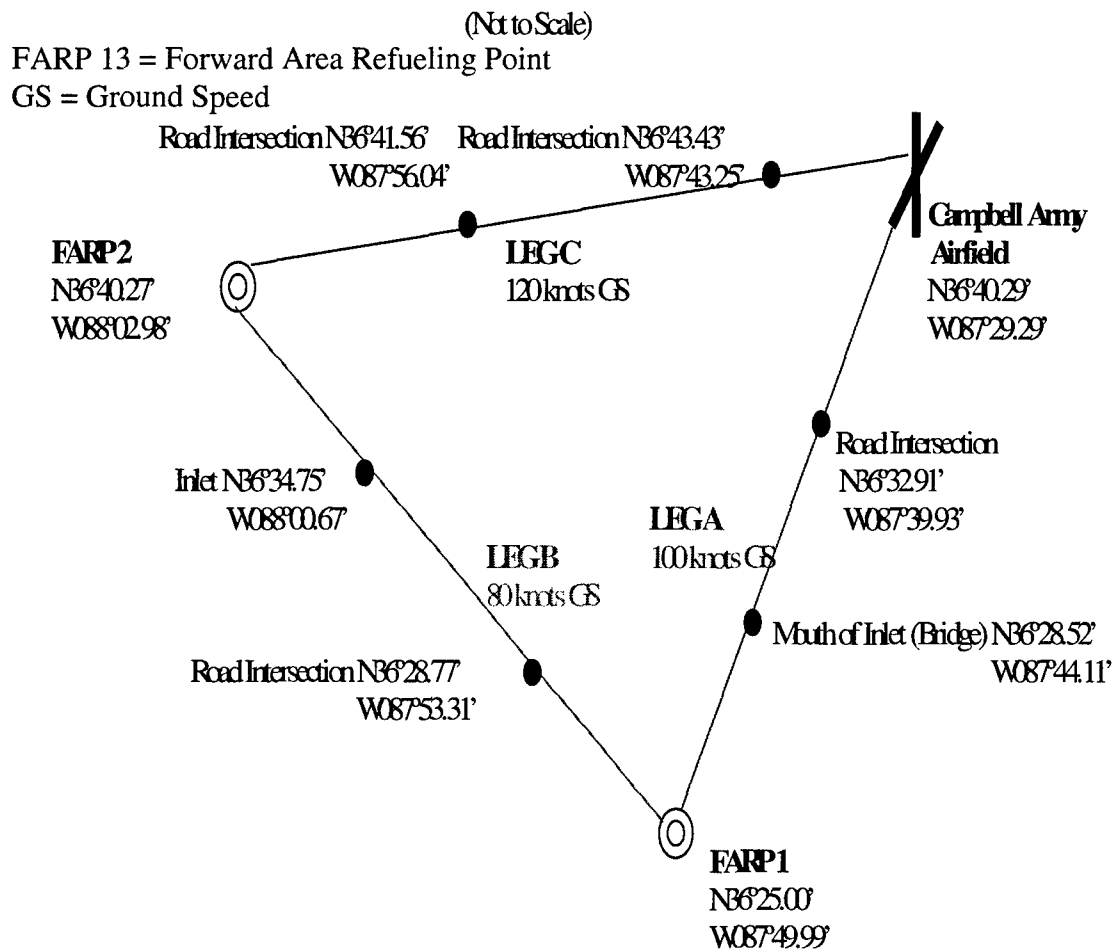 (Not to Scale)
FARP 13 = Forward Area Refueling Point
GS = Ground Speed
Road Intersection N36°41.56’
W087°56.04’
Road Intersection N36°43.43’
W087°43.25’
Campbell Army
Airfield
N36°40.29’
W087°29.29’
FARP 2
N36°40.27’
W088°02.98’
LEG C
120 knots GS
Road Intersection
N36°32.91’
W087°39.93’
Inlet N36°34.75’
W088°00.67’
LEG A
100 knots GS
LEG B
80 knots GS
Mouth of Inlet (Bridge) N36°28.52’
W087°44.11’
Road Intersection N36°28.77’
W087°53.31’
FARP 1
N36°25.00’
W087°49.99’